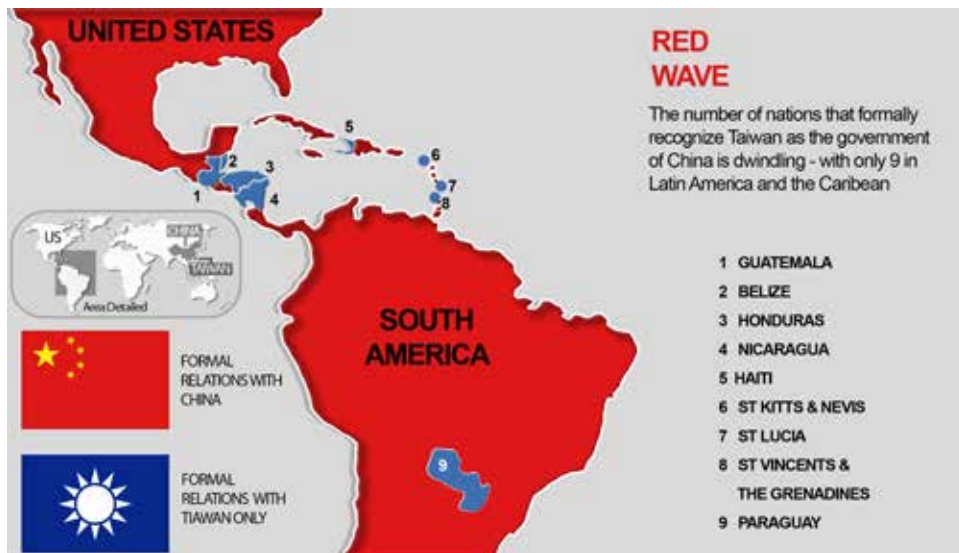 UNITED STATES
RED
WAVE
The number of nations that formally
recognize Taiwan as the government
of China is dwindling - with only 9 in
Latin America and the Caribean
5
6
2
3
7
1
4
8
US
CHINA
TAIWAN
Area Detailed
SOUTH
AMERICA
9
FORMAL
RELATIONS WITH
CHINA
FORMAL
RELATIONS WITH
TIAWAN ONLY
1 GUATEMALA
2 BELIZE
3 HONDURAS
4 NICARAGUA
5 HAITI
6 ST KITTS & NEVIS
7 ST LUCIA
8 ST VINCENTS &
THE GRENADINES
9 PARAGUAY